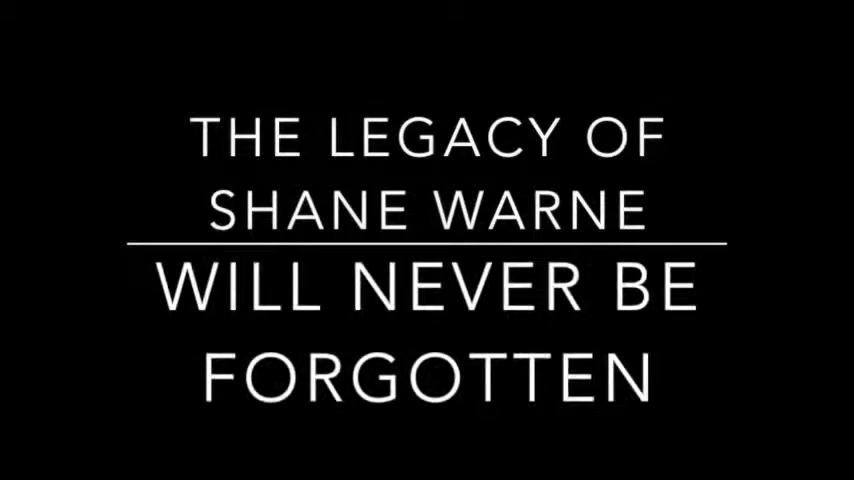 THE LEGACY OF
SHANE WARNE
WILL NEVER BE
FORGOTTEN